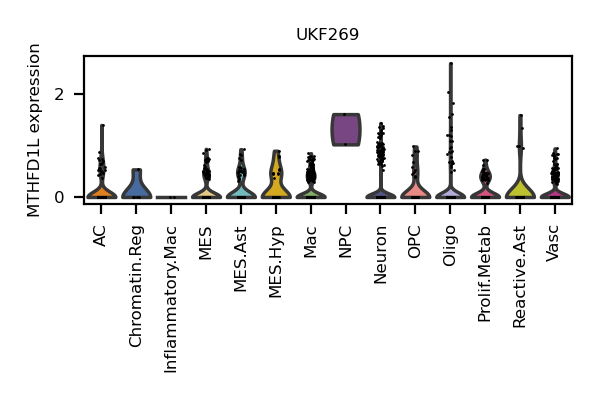 UKF269
MTHFD1L expression
2
0
AC
Chromatin.Reg
Inflammatory.Mac
MES
MES.Ast
MES.Hyp
Mac
NPC
Neuron
OPC
Oligo
Prolif.Metab
Reactive.Ast
Vasc